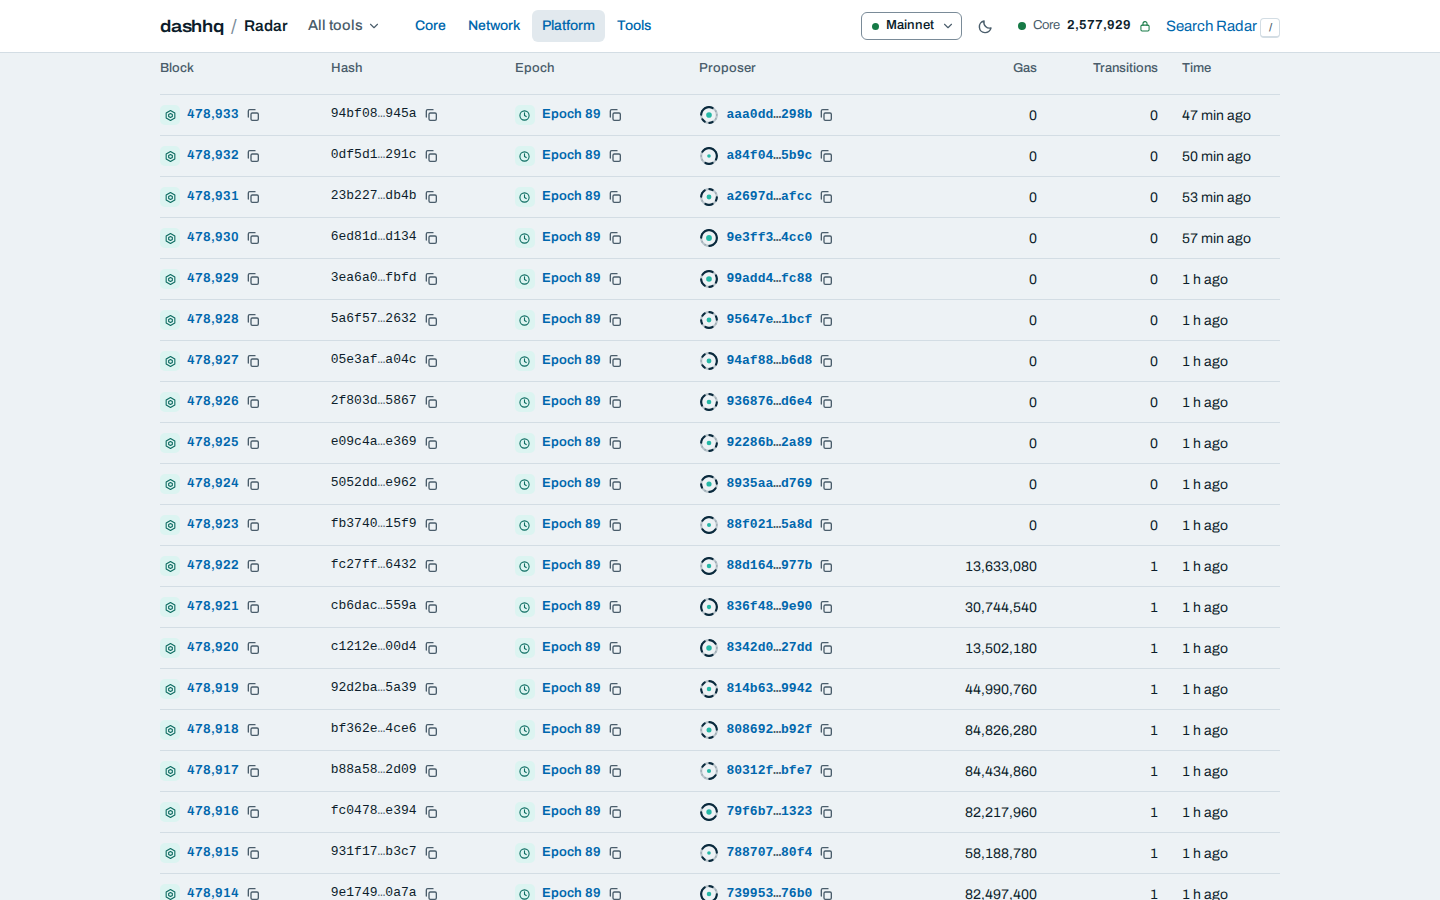 dashhq / Radar All tools Core Network Platform Tools Mainnet Core 2,577,929 Search Radar /
Block Hash Epoch Proposer Gas Transitions Time
478,933 94bf08…945a Epoch 89 aaa0dd…298b 0 0 47 min ago
478,932 0df5d1…291c Epoch 89 a84f04…5b9c 0 0 50 min ago
478,931 23b227…db4b Epoch 89 a2697d…afcc 0 0 53 min ago
478,930 6ed81d…d134 Epoch 89 9e3ff3…4cc0 0 0 57 min ago
478,929 3ea6a0…fbfd Epoch 89 99add4…fc88 0 0 1 h ago
478,928 5a6f57…2632 Epoch 89 95647e…1bcf 0 0 1 h ago
478,927 05e3af…a04c Epoch 89 94af88…b6d8 0 0 1 h ago
478,926 2f803d…5867 Epoch 89 936876…d6e4 0 0 1 h ago
478,925 e09c4a…e369 Epoch 89 92286b…2a89 0 0 1 h ago
478,924 5052dd…e962 Epoch 89 8935aa…d769 0 0 1 h ago
478,923 fb3740…15f9 Epoch 89 88f021…5a8d 0 0 1 h ago
478,922 fc27ff…6432 Epoch 89 88d164…977b 13,633,080 1 1 h ago
478,921 cb6dac…559a Epoch 89 836f48…9e90 30,744,540 1 1 h ago
478,920 c1212e…00d4 Epoch 89 8342d0…27dd 13,502,180 1 1 h ago
478,919 92d2ba…5a39 Epoch 89 814b63…9942 44,990,760 1 1 h ago
478,918 bf362e…4ce6 Epoch 89 808692…b92f 84,826,280 1 1 h ago
478,917 b88a58…2d09 Epoch 89 80312f…bfe7 84,434,860 1 1 h ago
478,916 fc0478…e394 Epoch 89 79f6b7…1323 82,217,960 1 1 h ago
478,915 931f17…b3c7 Epoch 89 788707…80f4 58,188,780 1 1 h ago
478,914 9e1749…0a7a Epoch 89 739953…76b0 82,497,400 1 1 h ago